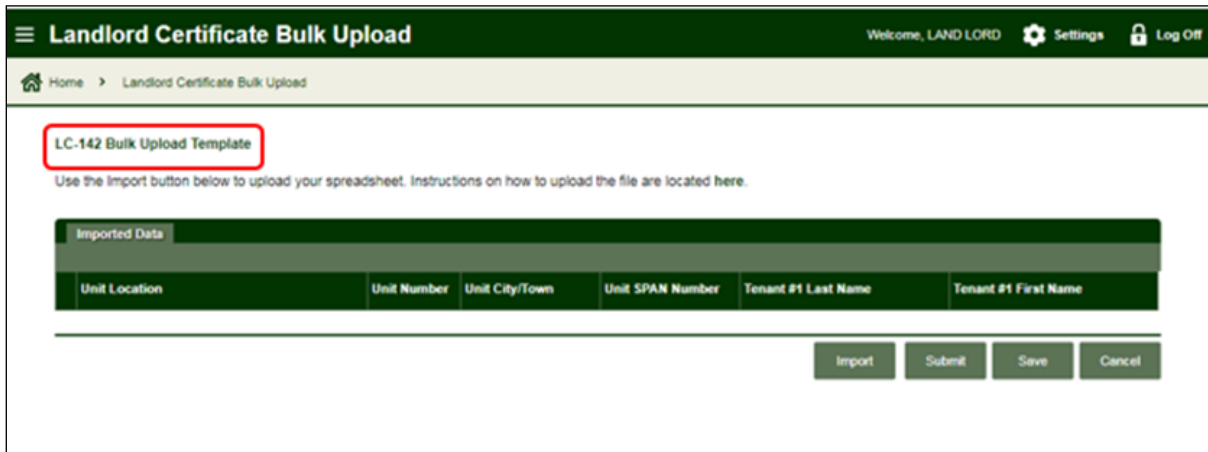 Landlord Certificate Bulk Upload
Welcome, LAND LORD
Settings
Log Off
Home > Landlord Certificate Bulk Upload
LC-142 Bulk Upload Template
Use the Import button below to upload your spreadsheet. Instructions on how to upload the file are located here.
Imported Data
Unit Location Unit Number Unit City/Town Unit SPAN Number Tenant #1 Last Name Tenant #1 First Name
Import Submit Save Cancel